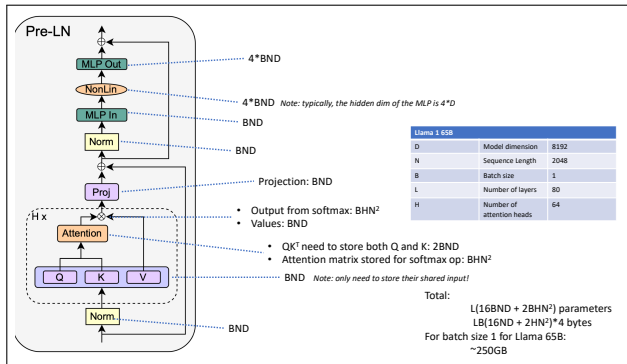 Pre-LN
MLP Out
4*BND
NonLin
4*BND Note: typically, the hidden dim of the MLP is 4*D
MLP In
BND
Norm
BND
Proj
Projection: BND
H x
• Output from softmax: BHN²
• Values: BND
Attention
• QKᵀ need to store both Q and K: 2BND
• Attention matrix stored for softmax op: BHN²
Q K V
BND Note: only need to store their shared input!
Norm
BND
Llama 1 65B
D Model dimension 8192
N Sequence Length 2048
B Batch size 1
L Number of layers 80
H Number of attention heads 64
Total:
L(16BND + 2BHN²) parameters
LB(16ND + 2HN²)*4 bytes
For batch size 1 for Llama 65B:
~250GB